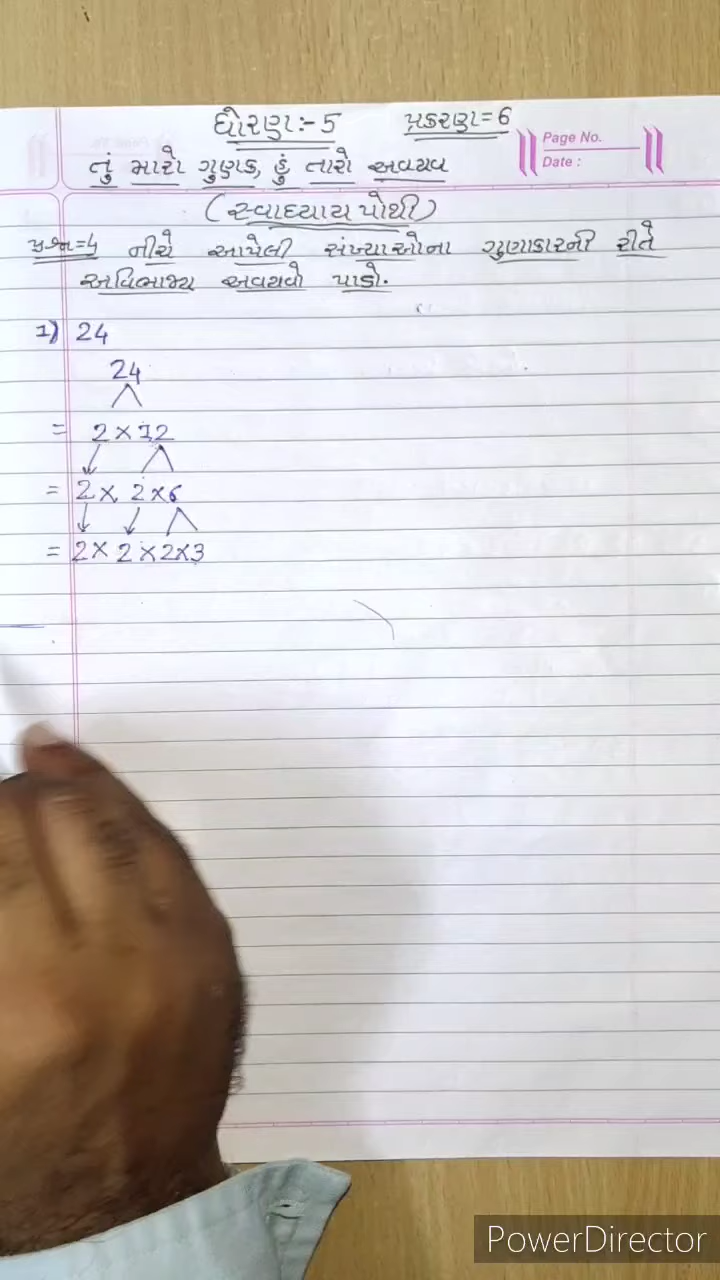 ધોરણ:- 5 પ્રકરણ=6
Page No.
Date :
તું મારો ગુણક, હું તારો અવયવ
(સ્વાધ્યાય પોથી)
પ્રશ્ન=4 નીચે આપેલી સંખ્યાઓના ગુણાકારની રીતે
અવિભાજ્ય અવયવો પાડો.
1) 24
24
= 2 × 12
= 2 × 2 × 6
= 2 × 2 × 2 × 3
PowerDirector